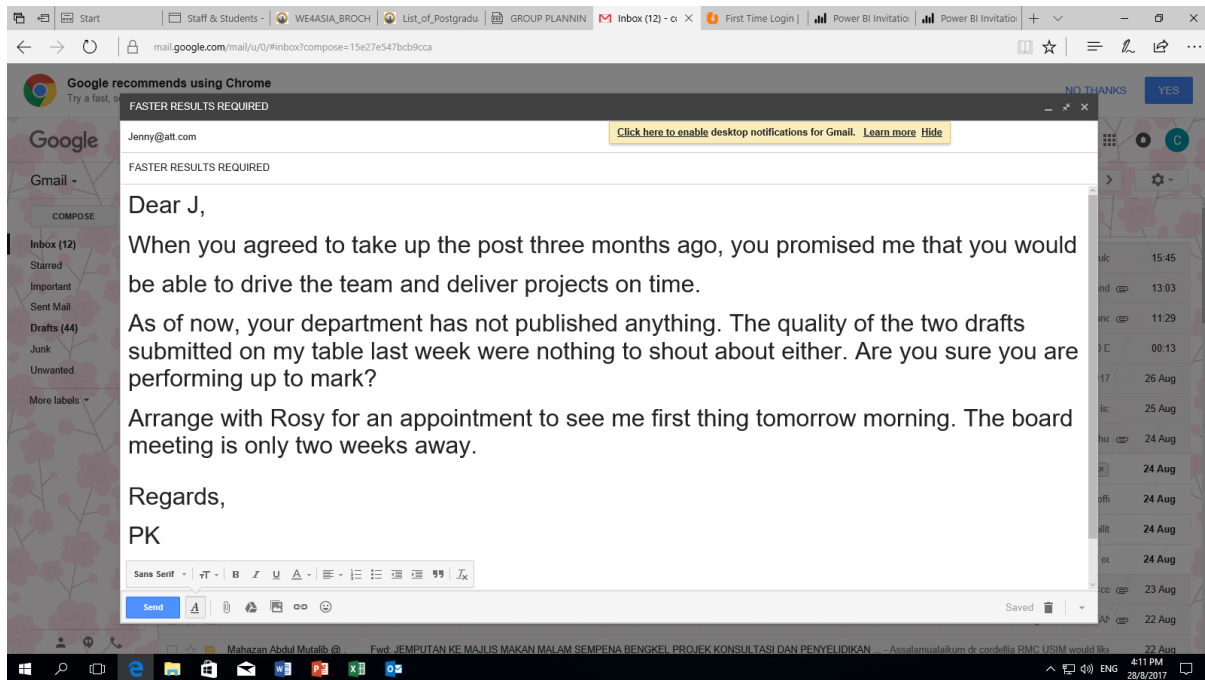 Start
Staff & Students -
WE4ASIA_BROCH
List_of_Postgradu
GROUP PLANNIN
Inbox (12) - co
First Time Login |
Power BI Invitatio
Power BI Invitatio
mail.google.com/mail/u/0/#inbox?compose=15e27e547bcb9cca
Google recommends using Chrome
Try a fast,
NO THANKS
YES
FASTER RESULTS REQUIRED
Google
Jenny@att.com
Click here to enable desktop notifications for Gmail. Learn more Hide
C
FASTER RESULTS REQUIRED
Gmail
COMPOSE
Inbox (12)
Starred
Important
Sent Mail
Drafts (44)
Junk
Unwanted
More labels
Dear J,
When you agreed to take up the post three months ago, you promised me that you would
be able to drive the team and deliver projects on time.
As of now, your department has not published anything. The quality of the two drafts
submitted on my table last week were nothing to shout about either. Are you sure you are
performing up to mark?
Arrange with Rosy for an appointment to see me first thing tomorrow morning. The board
meeting is only two weeks away.
Regards,
PK
15:45
13:03
11:29
00:13
26 Aug
25 Aug
24 Aug
24 Aug
24 Aug
24 Aug
24 Aug
23 Aug
22 Aug
Sans Serif
B I U A
Send
Saved
Mahazan Abdul Mutalib @ . Fwd: JEMPUTAN KE MAJLIS MAKAN MALAM SEMPENA BENGKEL PROJEK KONSULTASI DAN PENYELIDIKAN ... - Assalamualaikum dr cordellia RMC USIM would like 22 Aug
ENG
4:11 PM
28/8/2017